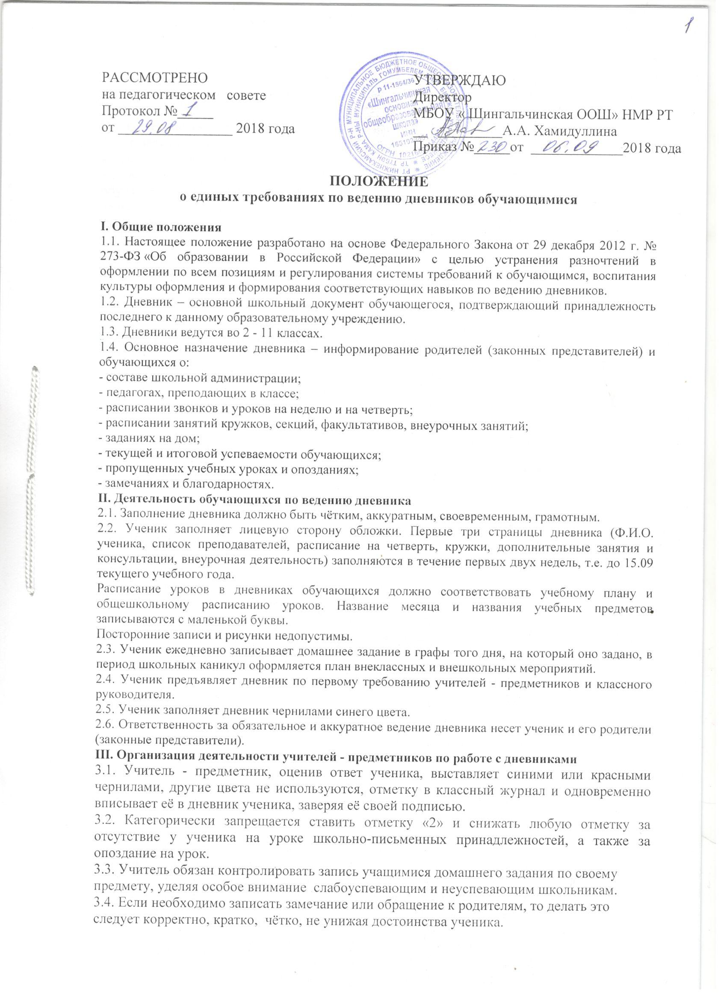 1
РАССМОТРЕНО
на педагогическом совете
Протокол № 1
от 29.08 2018 года
МУНИЦИПАЛЬНОЕ БЮДЖЕТНОЕ
р 11-1564/36
«Шингальчинская
основная
общеобразовательная
школа»
ИНН
УТВЕРЖДАЮ
Директор
МБОУ « Шингальчинская ООШ» НМР РТ
А.А. Хамидуллина
Приказ № 230 от 06.09 2018 года
ПОЛОЖЕНИЕ
о единых требованиях по ведению дневников обучающимися
I. Общие положения
1.1. Настоящее положение разработано на основе Федерального Закона от 29 декабря 2012 г. №
273-ФЗ «Об образовании в Российской Федерации» с целью устранения разночтений в
оформлении по всем позициям и регулирования системы требований к обучающимся, воспитания
культуры оформления и формирования соответствующих навыков по ведению дневников.
1.2. Дневник – основной школьный документ обучающегося, подтверждающий принадлежность
последнего к данному образовательному учреждению.
1.3. Дневники ведутся во 2 - 11 классах.
1.4. Основное назначение дневника – информирование родителей (законных представителей) и
обучающихся о:
- составе школьной администрации;
- педагогах, преподающих в классе;
- расписании звонков и уроков на неделю и на четверть;
- расписании занятий кружков, секций, факультативов, внеурочных занятий;
- заданиях на дом;
- текущей и итоговой успеваемости обучающихся;
- пропущенных учебных уроках и опозданиях;
- замечаниях и благодарностях.
II. Деятельность обучающихся по ведению дневника
2.1. Заполнение дневника должно быть чётким, аккуратным, своевременным, грамотным.
2.2. Ученик заполняет лицевую сторону обложки. Первые три страницы дневника (Ф.И.О.
ученика, список преподавателей, расписание на четверть, кружки, дополнительные занятия и
консультации, внеурочная деятельность) заполняются в течение первых двух недель, т.е. до 15.09
текущего учебного года.
Расписание уроков в дневниках обучающихся должно соответствовать учебному плану и
общешкольному расписанию уроков. Название месяца и названия учебных предметов
записываются с маленькой буквы.
Посторонние записи и рисунки недопустимы.
2.3. Ученик ежедневно записывает домашнее задание в графы того дня, на который оно задано, в
период школьных каникул оформляется план внеклассных и внешкольных мероприятий.
2.4. Ученик предъявляет дневник по первому требованию учителей - предметников и классного
руководителя.
2.5. Ученик заполняет дневник чернилами синего цвета.
2.6. Ответственность за обязательное и аккуратное ведение дневника несет ученик и его родители
(законные представители).
III. Организация деятельности учителей - предметников по работе с дневниками
3.1. Учитель - предметник, оценив ответ ученика, выставляет синими или красными
чернилами, другие цвета не используются, отметку в классный журнал и одновременно
вписывает её в дневник ученика, заверяя её своей подписью.
3.2. Категорически запрещается ставить отметку «2» и снижать любую отметку за
отсутствие у ученика на уроке школьно-письменных принадлежностей, а также за
опоздание на урок.
3.3. Учитель обязан контролировать запись учащимися домашнего задания по своему
предмету, уделяя особое внимание слабоуспевающим и неуспевающим школьникам.
3.4. Если необходимо записать замечание или обращение к родителям, то делать это
следует корректно, кратко, чётко, не унижая достоинства ученика.